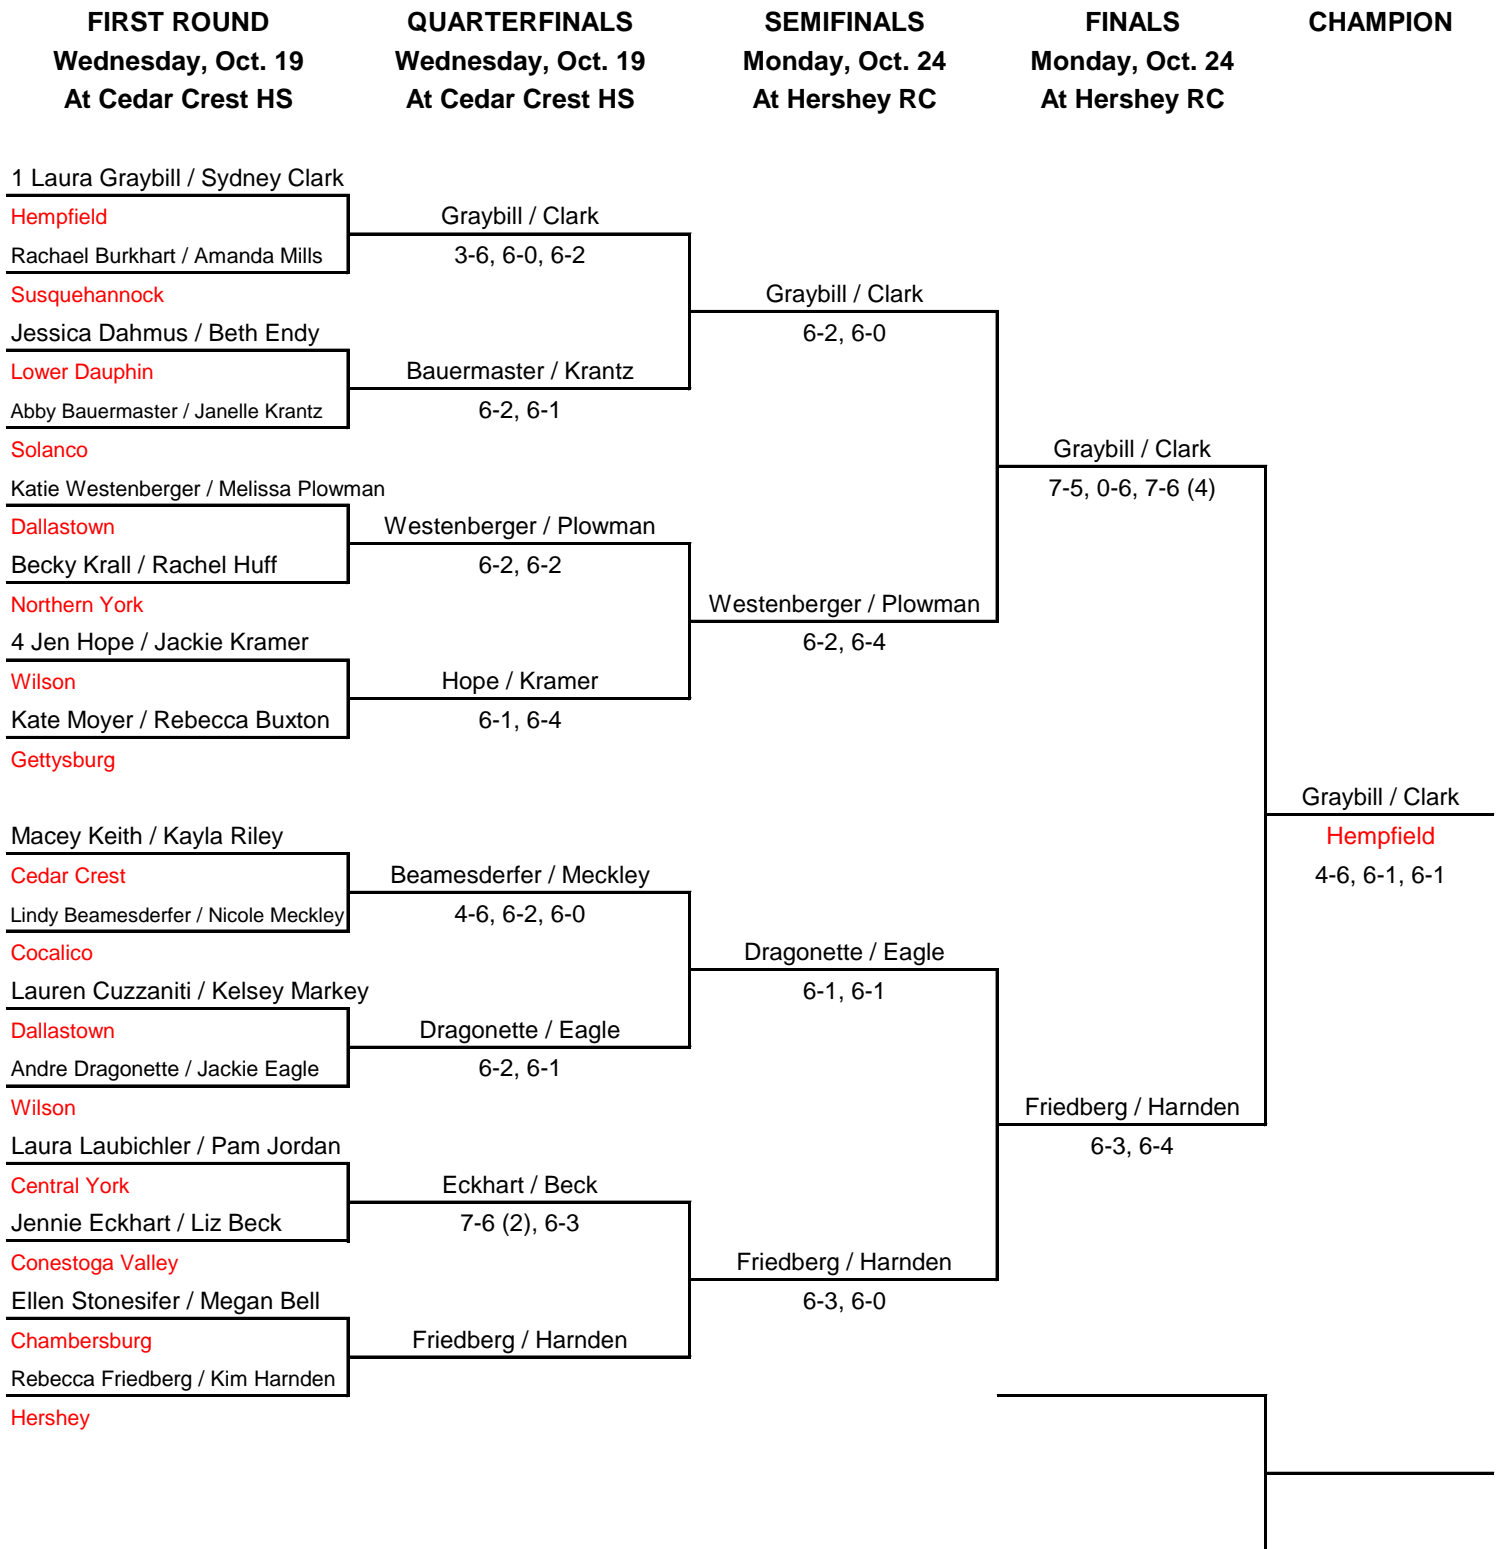 FIRST ROUND
Wednesday, Oct. 19
At Cedar Crest HS
QUARTERFINALS
Wednesday, Oct. 19
At Cedar Crest HS
SEMIFINALS
Monday, Oct. 24
At Hershey RC
FINALS
Monday, Oct. 24
At Hershey RC
CHAMPION
1 Laura Graybill / Sydney Clark
Hempfield
Rachael Burkhart / Amanda Mills
Susquehannock
Jessica Dahmus / Beth Endy
Lower Dauphin
Abby Bauermaster / Janelle Krantz
Solanco
Katie Westenberger / Melissa Plowman
Dallastown
Becky Krall / Rachel Huff
Northern York
4 Jen Hope / Jackie Kramer
Wilson
Kate Moyer / Rebecca Buxton
Gettysburg
Macey Keith / Kayla Riley
Cedar Crest
Lindy Beamesderfer / Nicole Meckley
Cocalico
Lauren Cuzzaniti / Kelsey Markey
Dallastown
Andre Dragonette / Jackie Eagle
Wilson
Laura Laubichler / Pam Jordan
Central York
Jennie Eckhart / Liz Beck
Conestoga Valley
Ellen Stonesifer / Megan Bell
Chambersburg
Rebecca Friedberg / Kim Harnden
Hershey
Graybill / Clark
3-6, 6-0, 6-2
Bauermaster / Krantz
6-2, 6-1
Westenberger / Plowman
6-2, 6-2
Hope / Kramer
6-1, 6-4
Beamesderfer / Meckley
4-6, 6-2, 6-0
Dragonette / Eagle
6-2, 6-1
Eckhart / Beck
7-6 (2), 6-3
Friedberg / Harnden
Graybill / Clark
6-2, 6-0
Westenberger / Plowman
6-2, 6-4
Dragonette / Eagle
6-1, 6-1
Friedberg / Harnden
6-3, 6-0
Graybill / Clark
7-5, 0-6, 7-6 (4)
Friedberg / Harnden
6-3, 6-4
Graybill / Clark
Hempfield
4-6, 6-1, 6-1